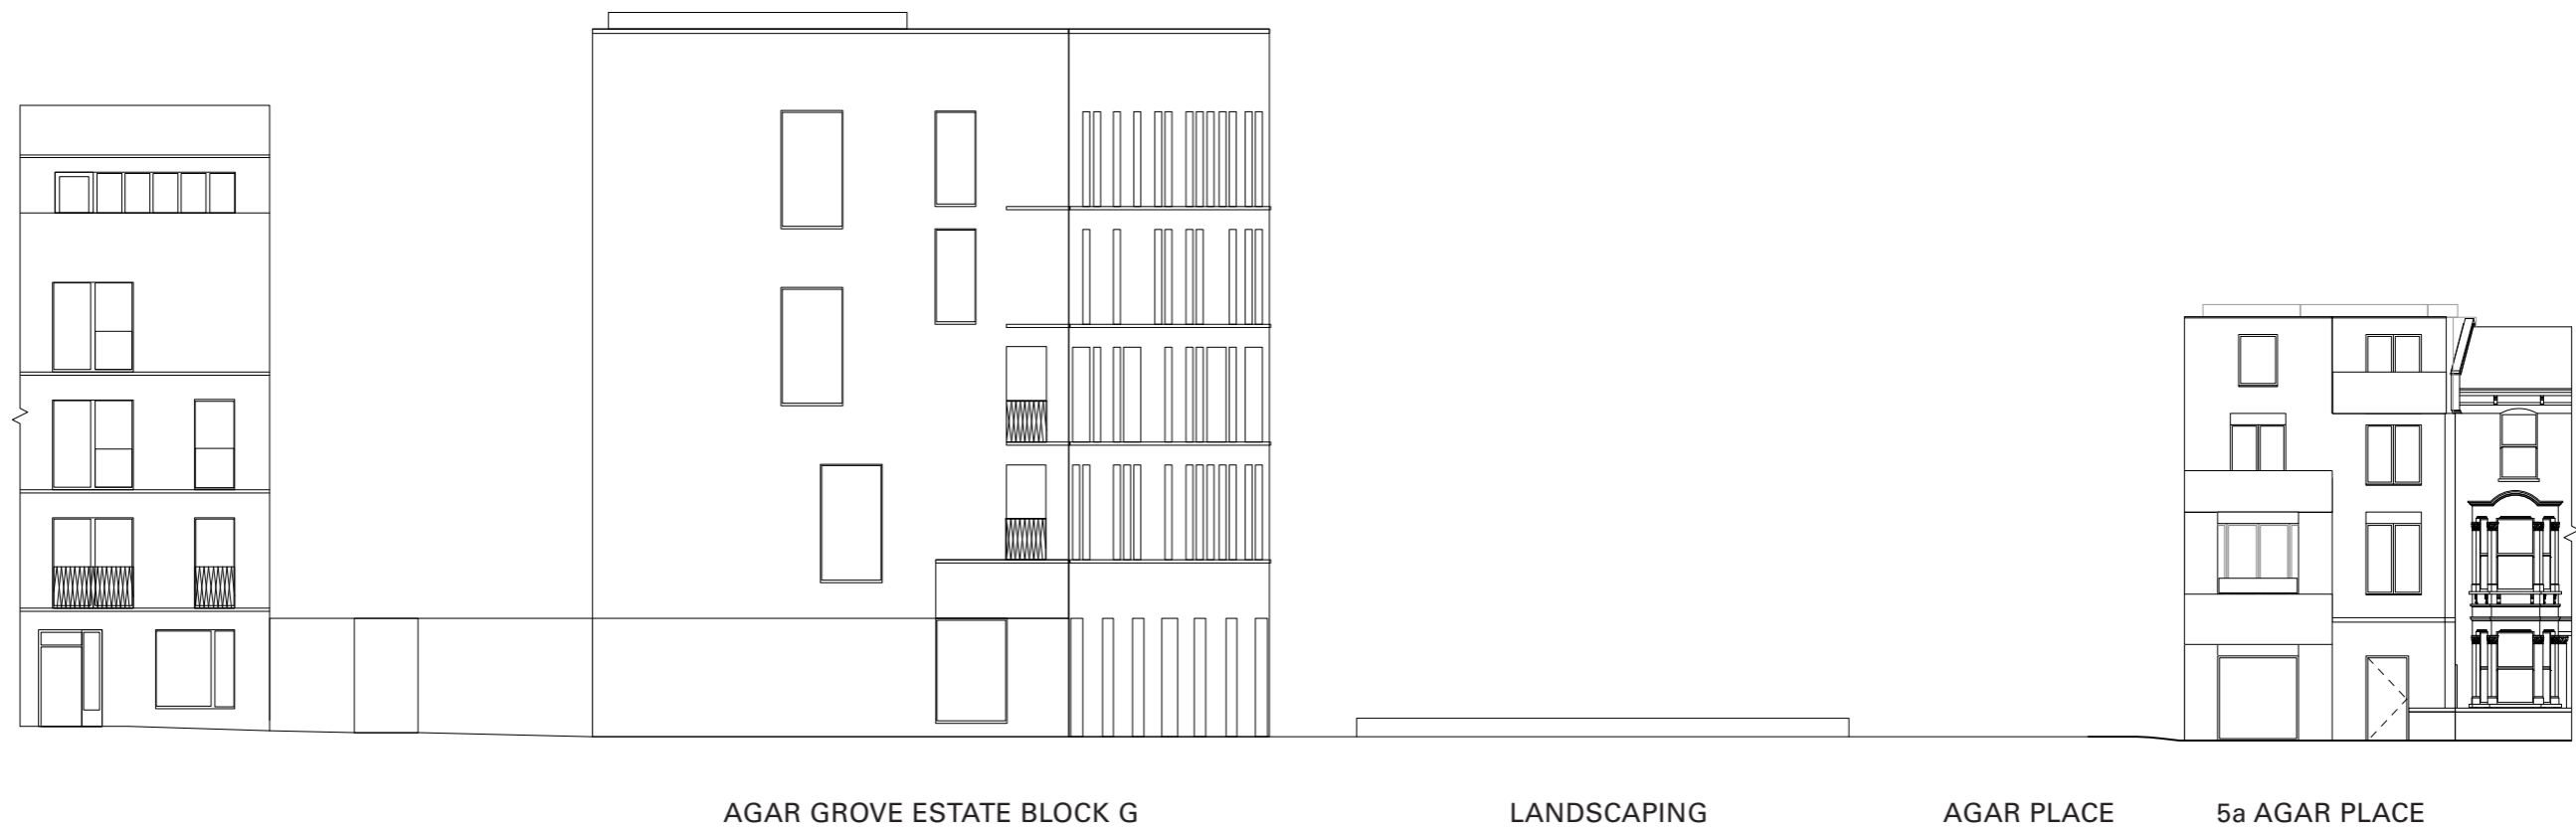 AGAR GROVE ESTATE BLOCK G
LANDSCAPING
AGAR PLACE
5a AGAR PLACE